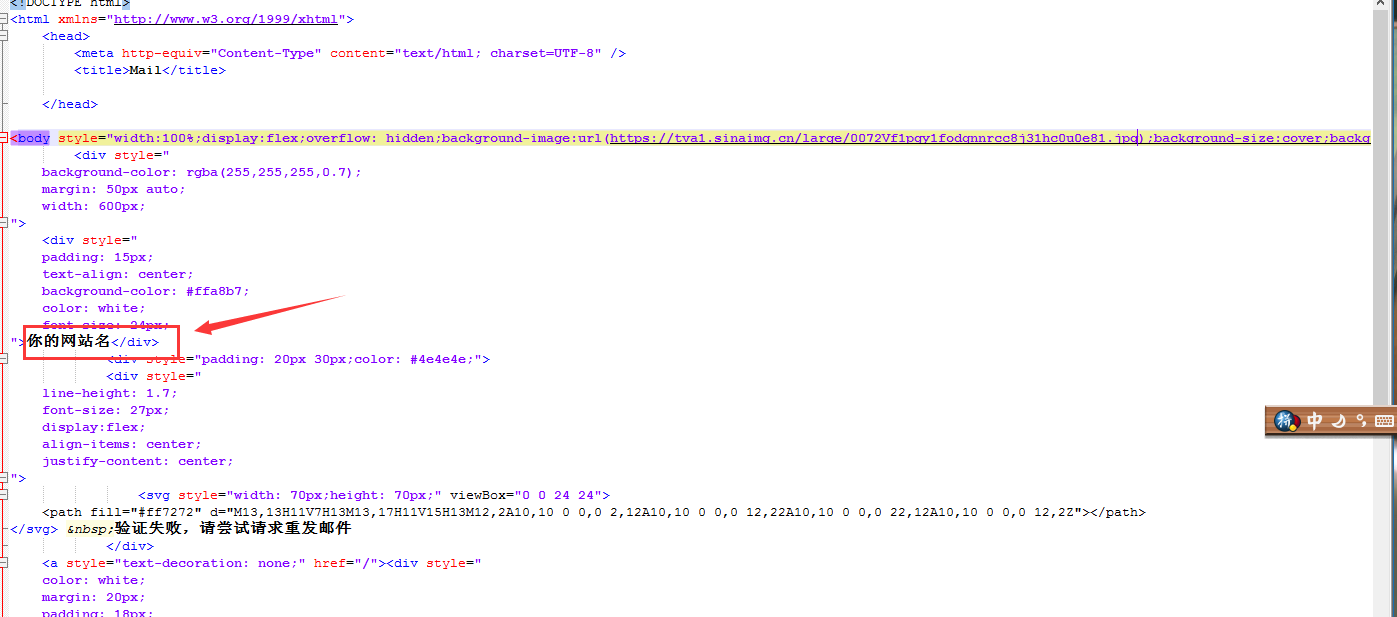 <!DOCTYPE html>
<html xmlns="http://www.w3.org/1999/xhtml">
<head>
<meta http-equiv="Content-Type" content="text/html; charset=UTF-8" />
<title>Mail</title>
</head>
<body style="width:100%;display:flex;overflow: hidden;background-image:url(https://tva1.sinaimg.cn/large/0072Vf1pgy1fodqnnrcc8j31hc0u0e81.jpg);background-size:cover;backg
<div style="
background-color: rgba(255,255,255,0.7);
margin: 50px auto;
width: 600px;
">
<div style="
padding: 15px;
text-align: center;
background-color: #ffa8b7;
color: white;
font-size: 24px;
">你的网站名</div>
<div style="padding: 20px 30px;color: #4e4e4e;">
<div style="
line-height: 1.7;
font-size: 27px;
display:flex;
align-items: center;
justify-content: center;
">
<svg style="width: 70px;height: 70px;" viewBox="0 0 24 24">
<path fill="#ff7272" d="M13,13H11V7H13M13,17H11V15H13M12,2A10,10 0 0,0 2,12A10,10 0 0,0 12,22A10,10 0 0,0 22,12A10,10 0 0,0 12,2Z"></path>
</svg> &nbsp;验证失败，请尝试请求重发邮件
</div>
<a style="text-decoration: none;" href="/"><div style="
color: white;
margin: 20px;
padding: 18px;
拼 中